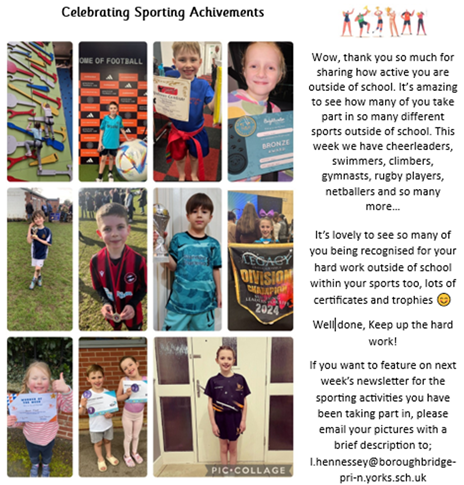 Celebrating Sporting Achivements
OME OF FOOTBALL
BRONZE
LEGACY
DIVISION
CHAMPION
2024
PIC•COLLAGE
Wow, thank you so much for
sharing how active you are
outside of school. It's amazing
to see how many of you take
part in so many different
sports outside of school. This
week we have cheerleaders,
swimmers, climbers,
gymnasts, rugby players,
netballers and so many
more…
It's lovely to see so many of
you being recognised for your
hard work outside of school
within your sports too, lots of
certificates and trophies 😊
Well done, Keep up the hard
work!
If you want to feature on next
week's newsletter for the
sporting activities you have
been taking part in, please
email your pictures with a
brief description to;
l.hennessey@boroughbridge-
pri-n.yorks.sch.uk